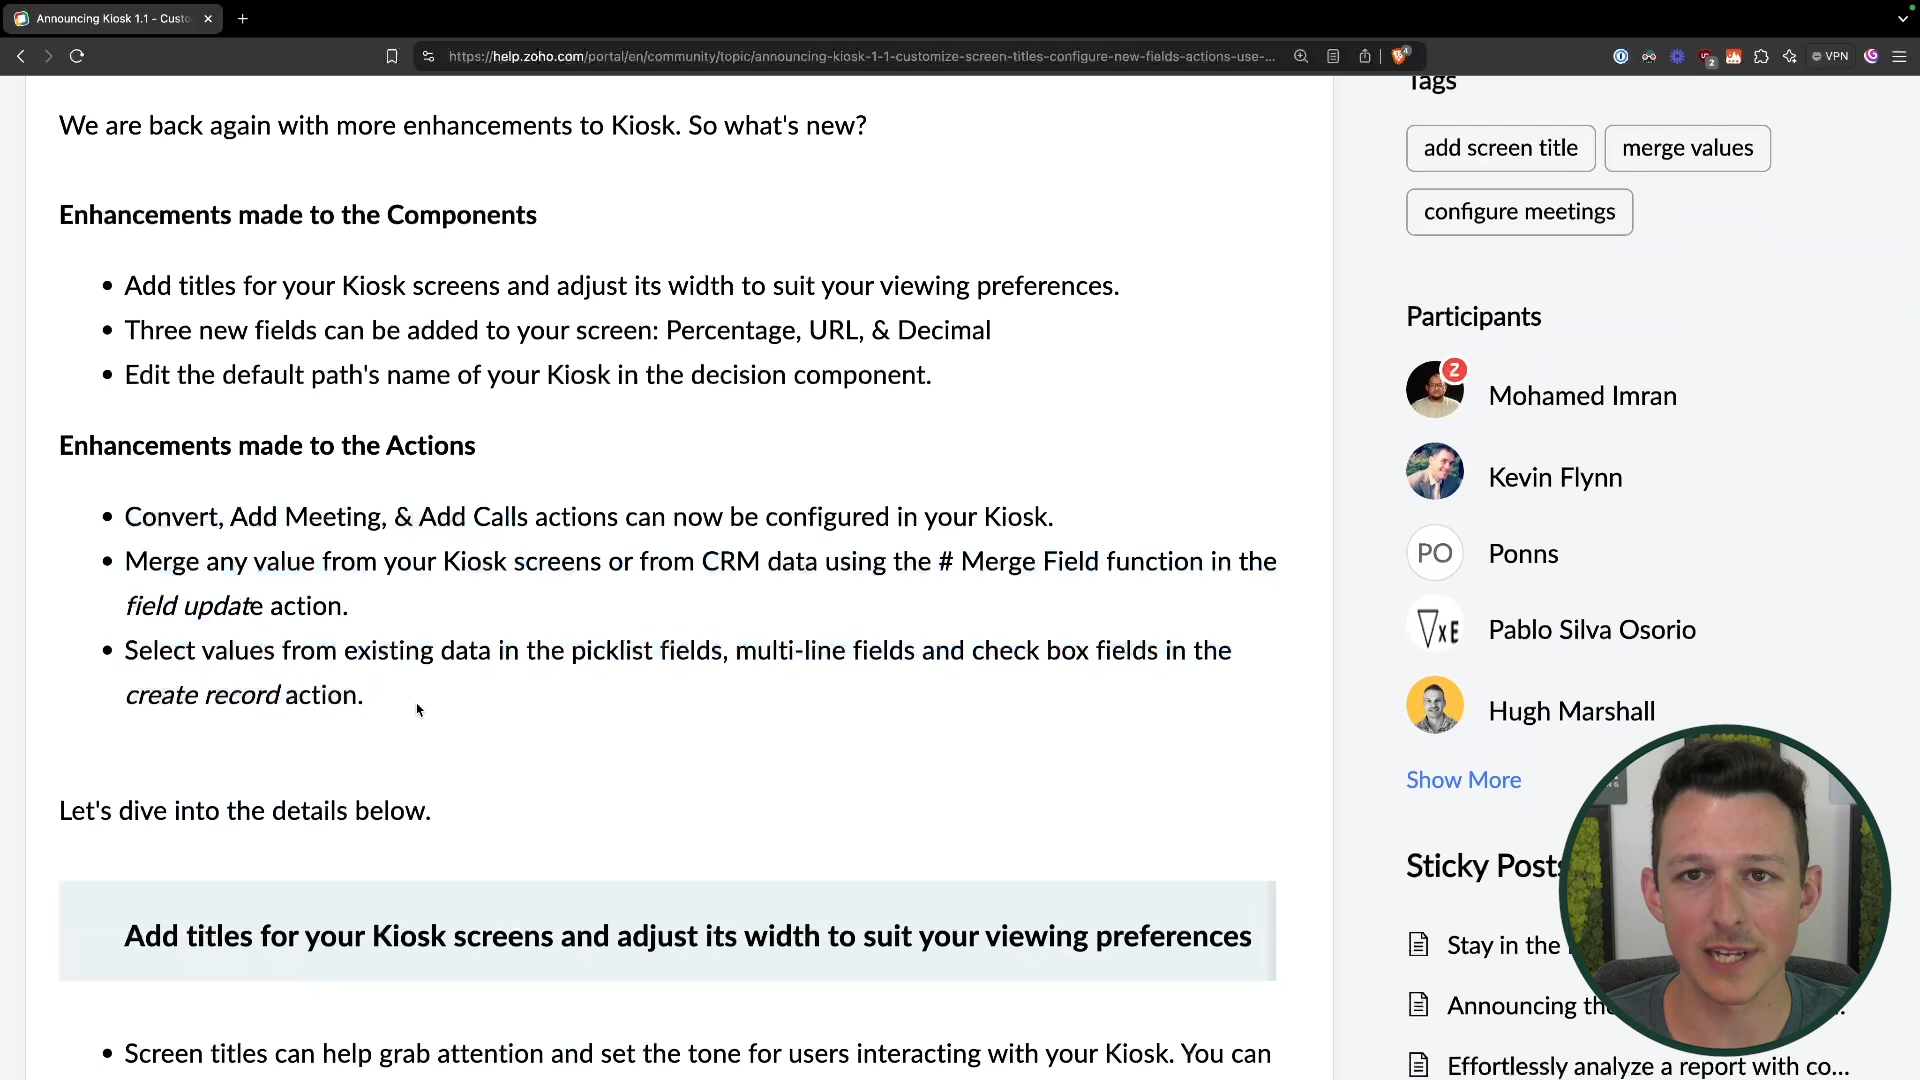 Announcing Kiosk 1.1 - Custo
https://help.zoho.com/portal/en/community/topic/announcing-kiosk-1-1-customize-screen-titles-configure-new-fields-actions-use-...
4
2
VPN
We are back again with more enhancements to Kiosk. So what's new?
Enhancements made to the Components
• Add titles for your Kiosk screens and adjust its width to suit your viewing preferences.
• Three new fields can be added to your screen: Percentage, URL, & Decimal
• Edit the default path's name of your Kiosk in the decision component.
Enhancements made to the Actions
• Convert, Add Meeting, & Add Calls actions can now be configured in your Kiosk.
• Merge any value from your Kiosk screens or from CRM data using the # Merge Field function in the
field update action.
• Select values from existing data in the picklist fields, multi-line fields and check box fields in the
create record action.
Let's dive into the details below.
Add titles for your Kiosk screens and adjust its width to suit your viewing preferences
• Screen titles can help grab attention and set the tone for users interacting with your Kiosk. You can
Tags
add screen title
merge values
configure meetings
Participants
Z
Mohamed Imran
Kevin Flynn
PO
Ponns
VxE
Pablo Silva Osorio
Hugh Marshall
Show More
Sticky Posts
Stay in the
Announcing the
Effortlessly analyze a report with co...